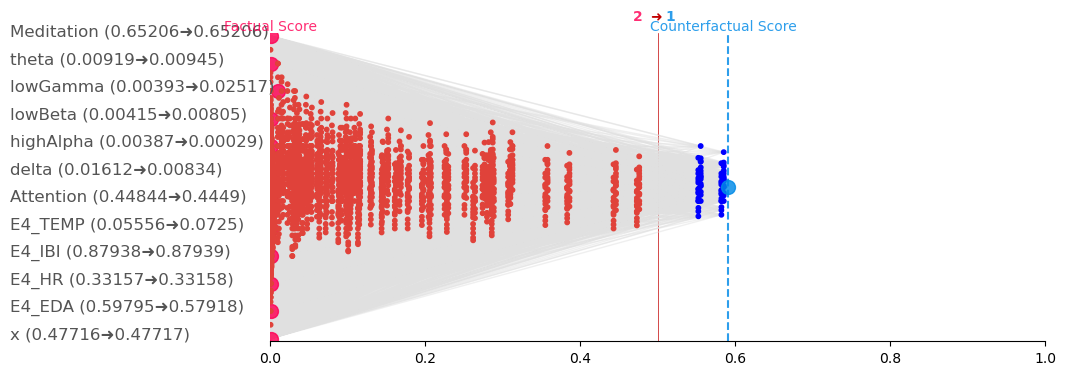 2 ➜ 1
Factual Score
Counterfactual Score
Meditation (0.65206➜0.65206)
theta (0.00919➜0.00945)
lowGamma (0.00393➜0.02517)
lowBeta (0.00415➜0.00805)
highAlpha (0.00387➜0.00029)
delta (0.01612➜0.00834)
Attention (0.44844➜0.4449)
E4_TEMP (0.05556➜0.0725)
E4_IBI (0.87938➜0.87939)
E4_HR (0.33157➜0.33158)
E4_EDA (0.59795➜0.57918)
x (0.47716➜0.47717)
0.0 0.2 0.4 0.6 0.8 1.0